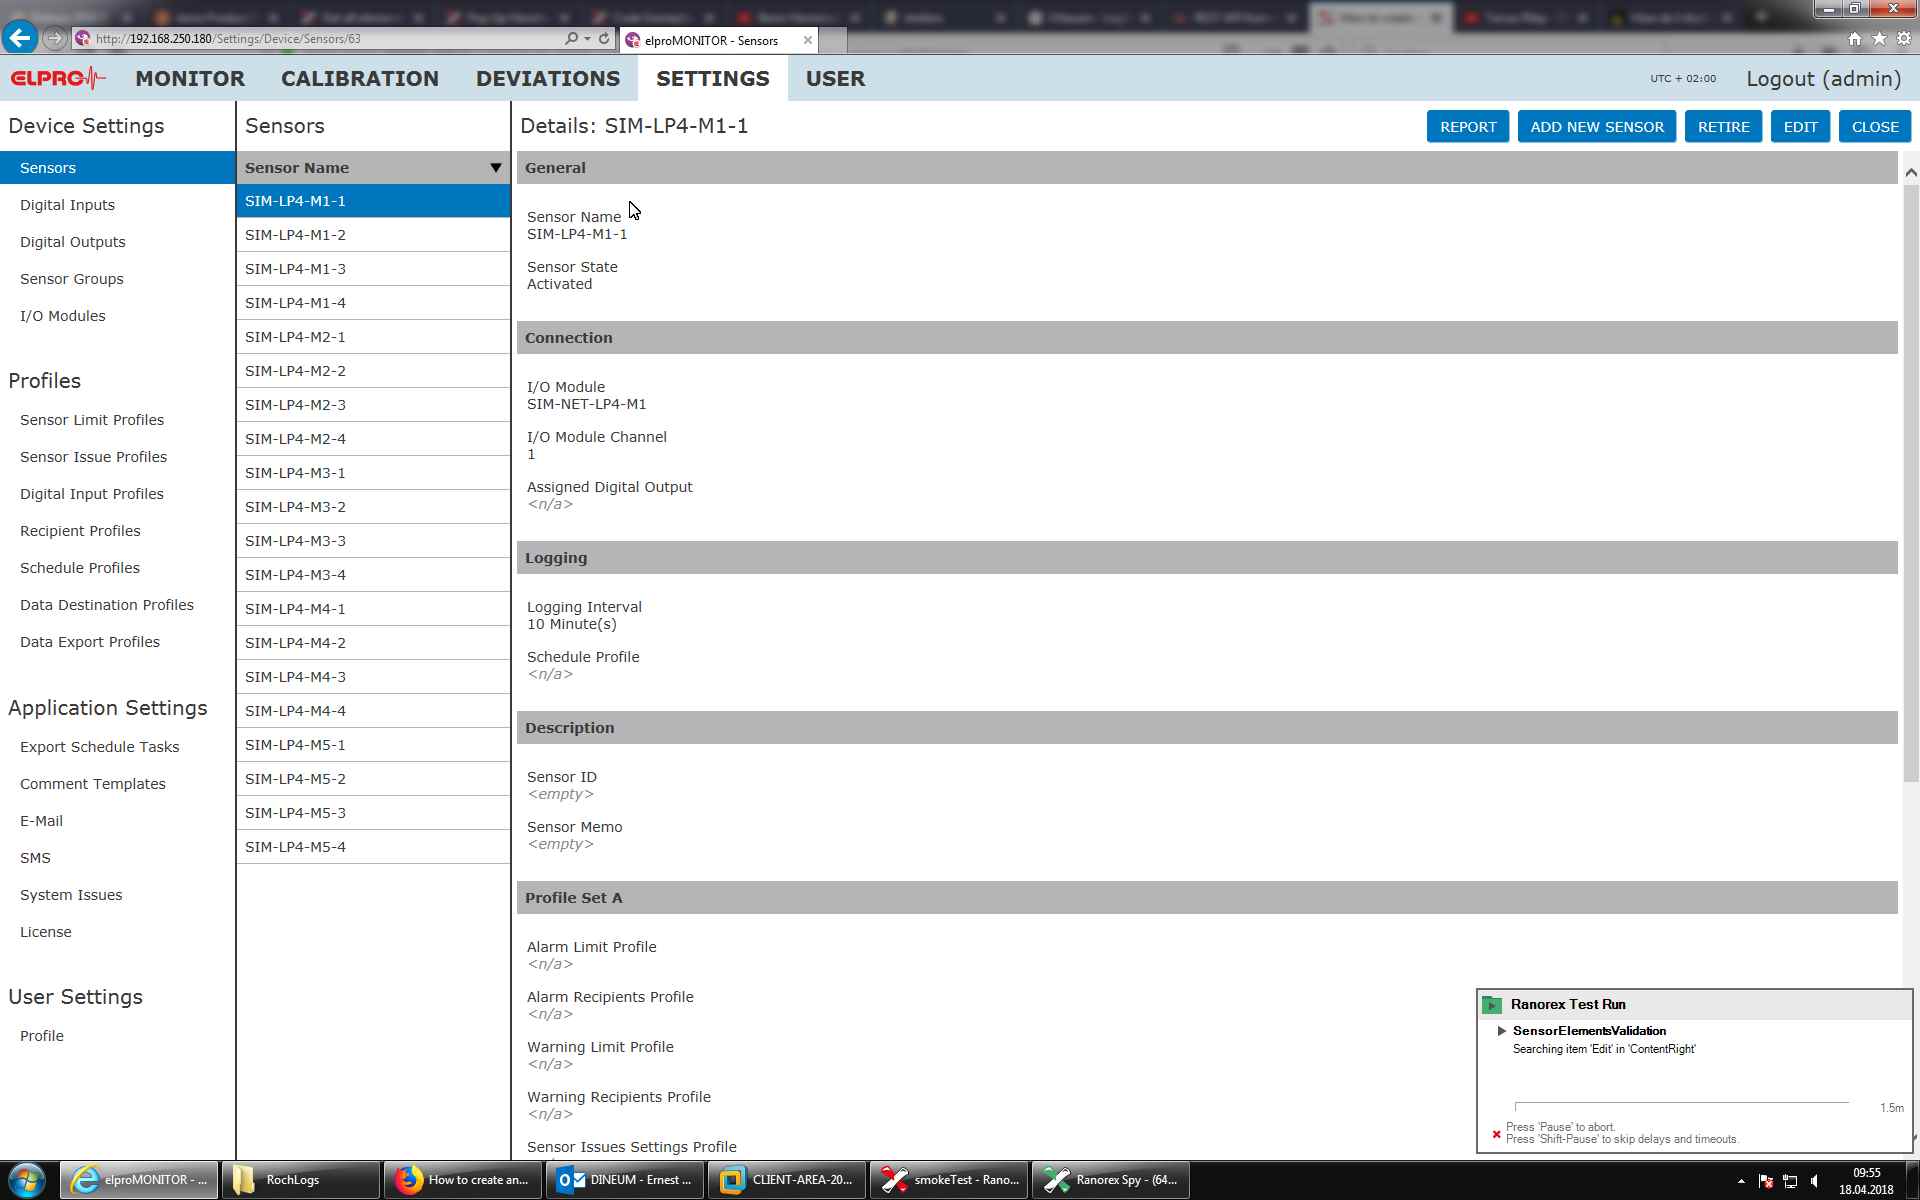 http://192.168.250.180/Settings/Device/Sensors/63
elproMONITOR - Sensors
ELPRO
MONITOR
CALIBRATION
DEVIATIONS
SETTINGS
USER
UTC + 02:00
Logout (admin)
Device Settings
Sensors
Digital Inputs
Digital Outputs
Sensor Groups
I/O Modules
Profiles
Sensor Limit Profiles
Sensor Issue Profiles
Digital Input Profiles
Recipient Profiles
Schedule Profiles
Data Destination Profiles
Data Export Profiles
Application Settings
Export Schedule Tasks
Comment Templates
E-Mail
SMS
System Issues
License
User Settings
Profile
Sensors
Sensor Name
SIM-LP4-M1-1
SIM-LP4-M1-2
SIM-LP4-M1-3
SIM-LP4-M1-4
SIM-LP4-M2-1
SIM-LP4-M2-2
SIM-LP4-M2-3
SIM-LP4-M2-4
SIM-LP4-M3-1
SIM-LP4-M3-2
SIM-LP4-M3-3
SIM-LP4-M3-4
SIM-LP4-M4-1
SIM-LP4-M4-2
SIM-LP4-M4-3
SIM-LP4-M4-4
SIM-LP4-M5-1
SIM-LP4-M5-2
SIM-LP4-M5-3
SIM-LP4-M5-4
Details: SIM-LP4-M1-1
REPORT
ADD NEW SENSOR
RETIRE
EDIT
CLOSE
General
Sensor Name
SIM-LP4-M1-1
Sensor State
Activated
Connection
I/O Module
SIM-NET-LP4-M1
I/O Module Channel
1
Assigned Digital Output
<n/a>
Logging
Logging Interval
10 Minute(s)
Schedule Profile
<n/a>
Description
Sensor ID
<empty>
Sensor Memo
<empty>
Profile Set A
Alarm Limit Profile
<n/a>
Alarm Recipients Profile
<n/a>
Warning Limit Profile
<n/a>
Warning Recipients Profile
<n/a>
Sensor Issues Settings Profile
Ranorex Test Run
SensorElementsValidation
Searching item 'Edit' in 'ContentRight'
1.5m
Press 'Pause' to abort.
Press 'Shift-Pause' to skip delays and timeouts.
elproMONITOR - ...
RochLogs
How to create an...
DINEUM - Ernest ...
CLIENT-AREA-20...
smokeTest - Rano...
Ranorex Spy - (64...
09:55
18.04.2018